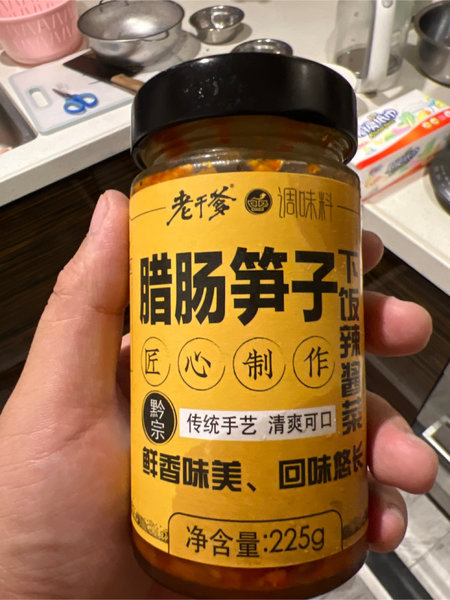 老干爹® 调味料
腊肠笋子
下饭辣酱菜
匠心制作
黔宗
传统手艺 清爽可口
鲜香味美、回味悠长
净含量:225g